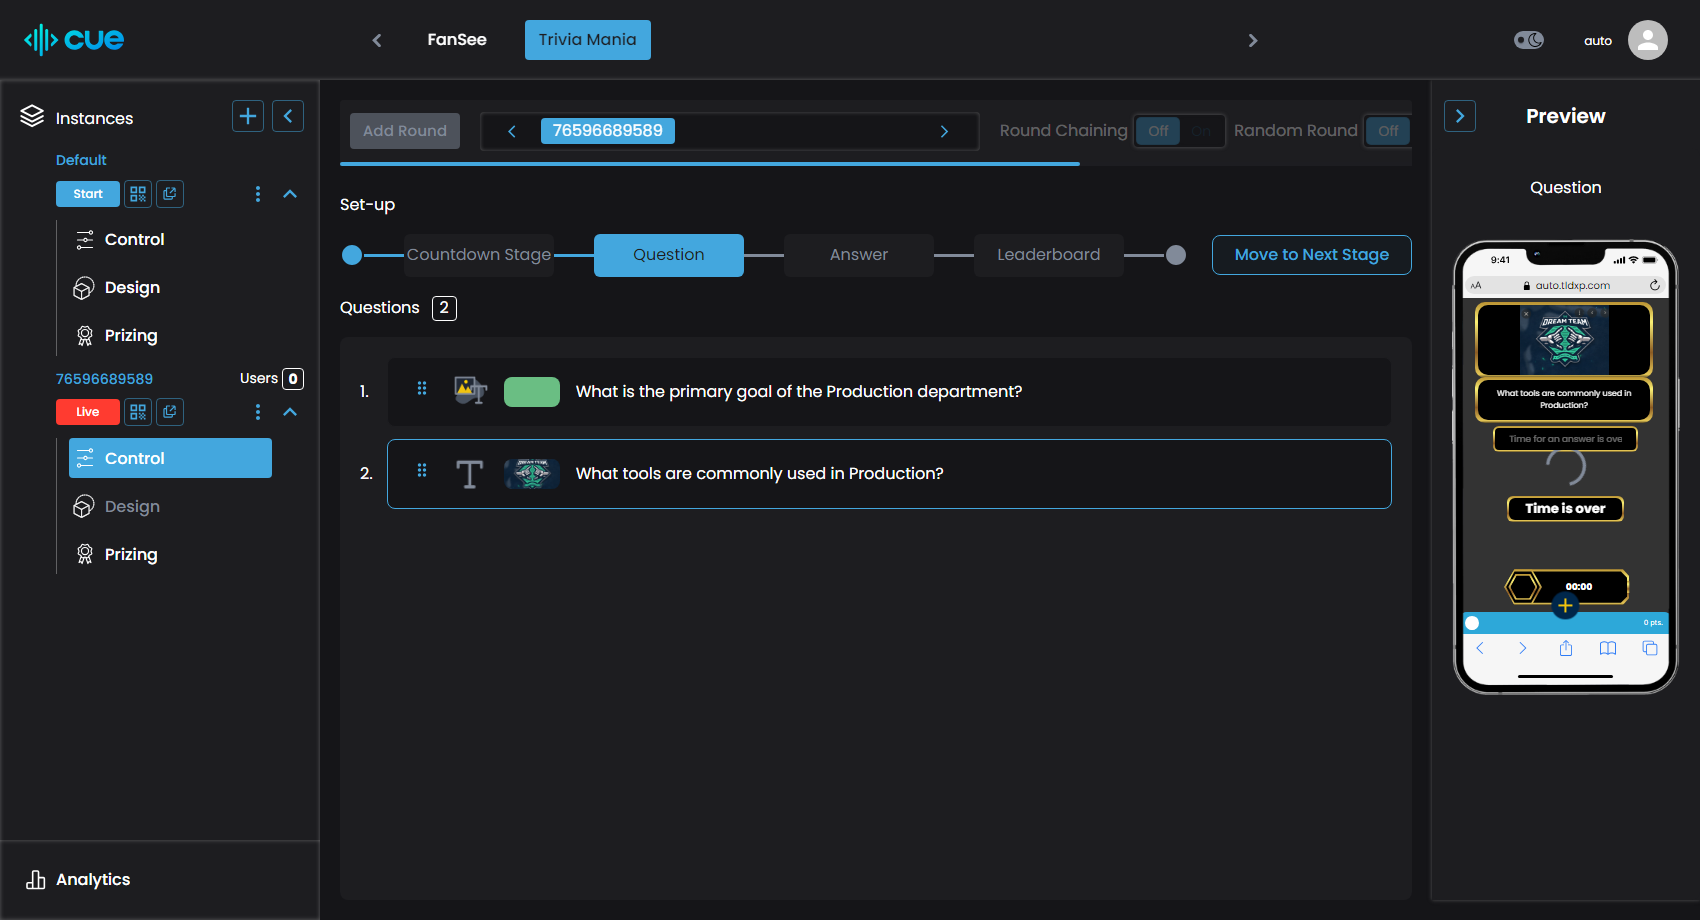 cue
FanSee
Trivia Mania
auto
Instances
Default
Start
Control
Design
Prizing
76596689589
Users 0
Live
Control
Design
Prizing
Analytics
Add Round
76596689589
Round Chaining
Off
On
Random Round
Off
Set-up
Countdown Stage
Question
Answer
Leaderboard
Move to Next Stage
Questions 2
1. What is the primary goal of the Production department?
2. T What tools are commonly used in Production?
Preview
Question
9:41
AA auto.tldxp.com
DREAM TEAM
What tools are commonly used in
Production?
Time for an answer is ove
Time is over
00:00
0 pts.